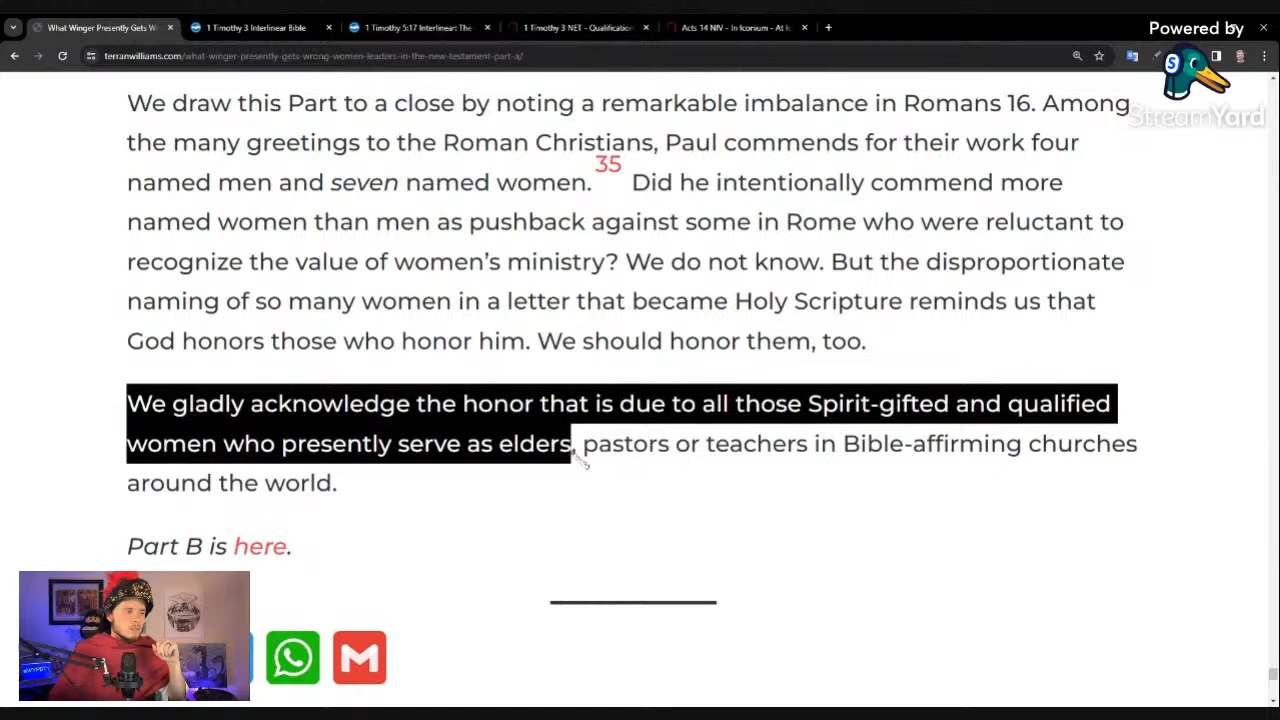 What Winger Presently Gets W
1 Timothy 3 Interlinear Bible
1 Timothy 5:17 Interlinear: The
1 Timothy 3 NET - Qualification
Acts 14 NIV - In Iconium - At Ic
Powered by
terranwilliams.com/what-winger-presently-gets-wrong-women-leaders-in-the-new-testament-part-a/
S
StreamYard
We draw this Part to a close by noting a remarkable imbalance in Romans 16. Among
the many greetings to the Roman Christians, Paul commends for their work four
named men and seven named women.35 Did he intentionally commend more
named women than men as pushback against some in Rome who were reluctant to
recognize the value of women's ministry? We do not know. But the disproportionate
naming of so many women in a letter that became Holy Scripture reminds us that
God honors those who honor him. We should honor them, too.
We gladly acknowledge the honor that is due to all those Spirit-gifted and qualified
women who presently serve as elders, pastors or teachers in Bible-affirming churches
around the world.
Part B is here.
#WYPDTY